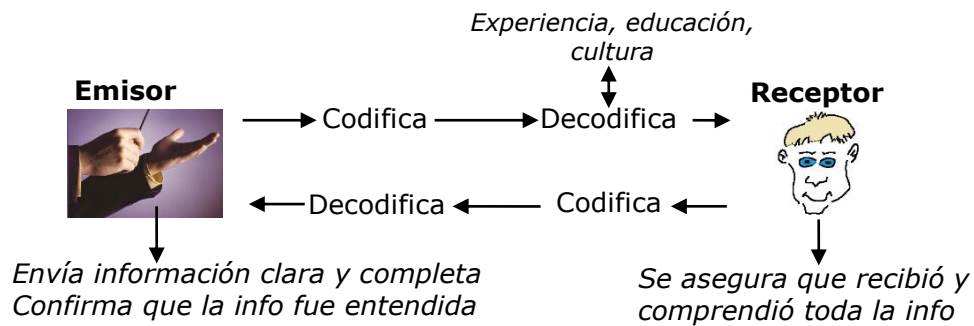 Experiencia, educación,
cultura
Emisor
Receptor
Codifica
Decodifica
Decodifica
Codifica
Envía información clara y completa
Confirma que la info fue entendida
Se asegura que recibió y
comprendió toda la info